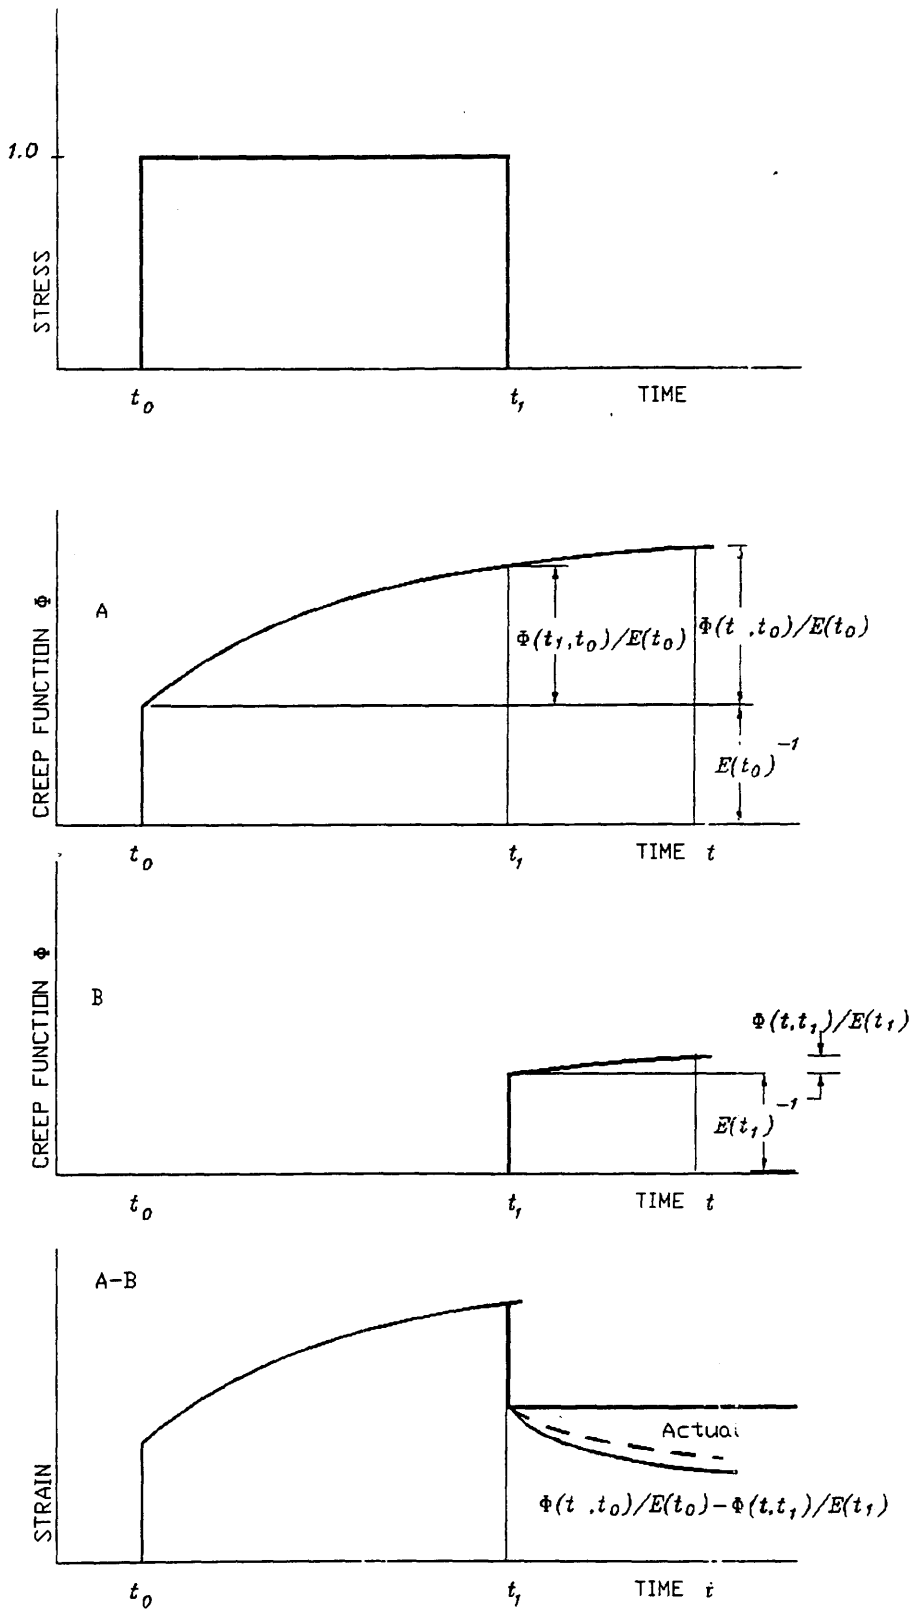 1.0
STRESS
t₀ t₁ TIME
CREEP FUNCTION Φ
A
Φ(t₁,t₀)/E(t₀)
Φ(t ,t₀)/E(t₀)
E(t₀)⁻¹
t₀ t₁ TIME t
CREEP FUNCTION Φ
B
Φ(t,t₁)/E(t₁)
E(t₁)⁻¹
t₀ t₁ TIME t
A-B
STRAIN
Actual
Φ(t ,t₀)/E(t₀)-Φ(t,t₁)/E(t₁)
t₀ t₁ TIME t